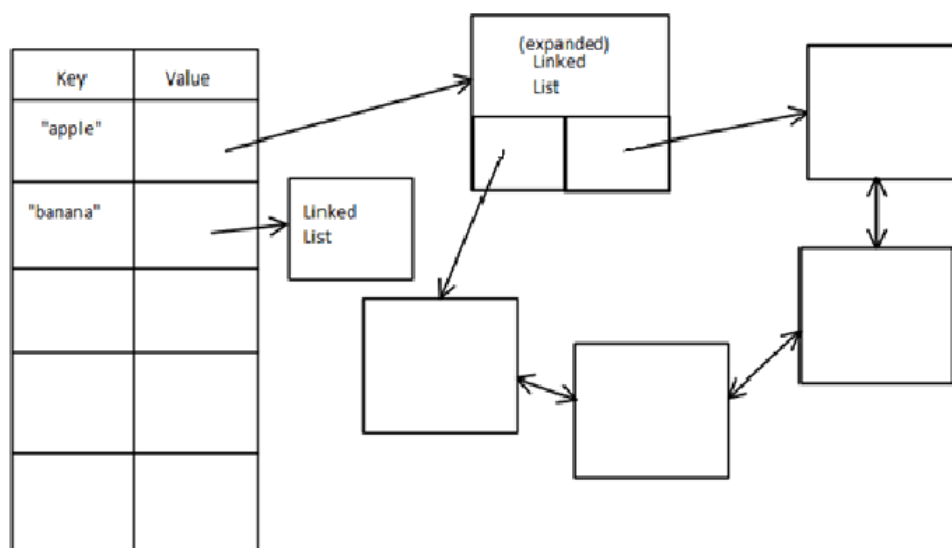 Key
Value
"apple"
"banana"
Linked
List
(expanded)
Linked
List